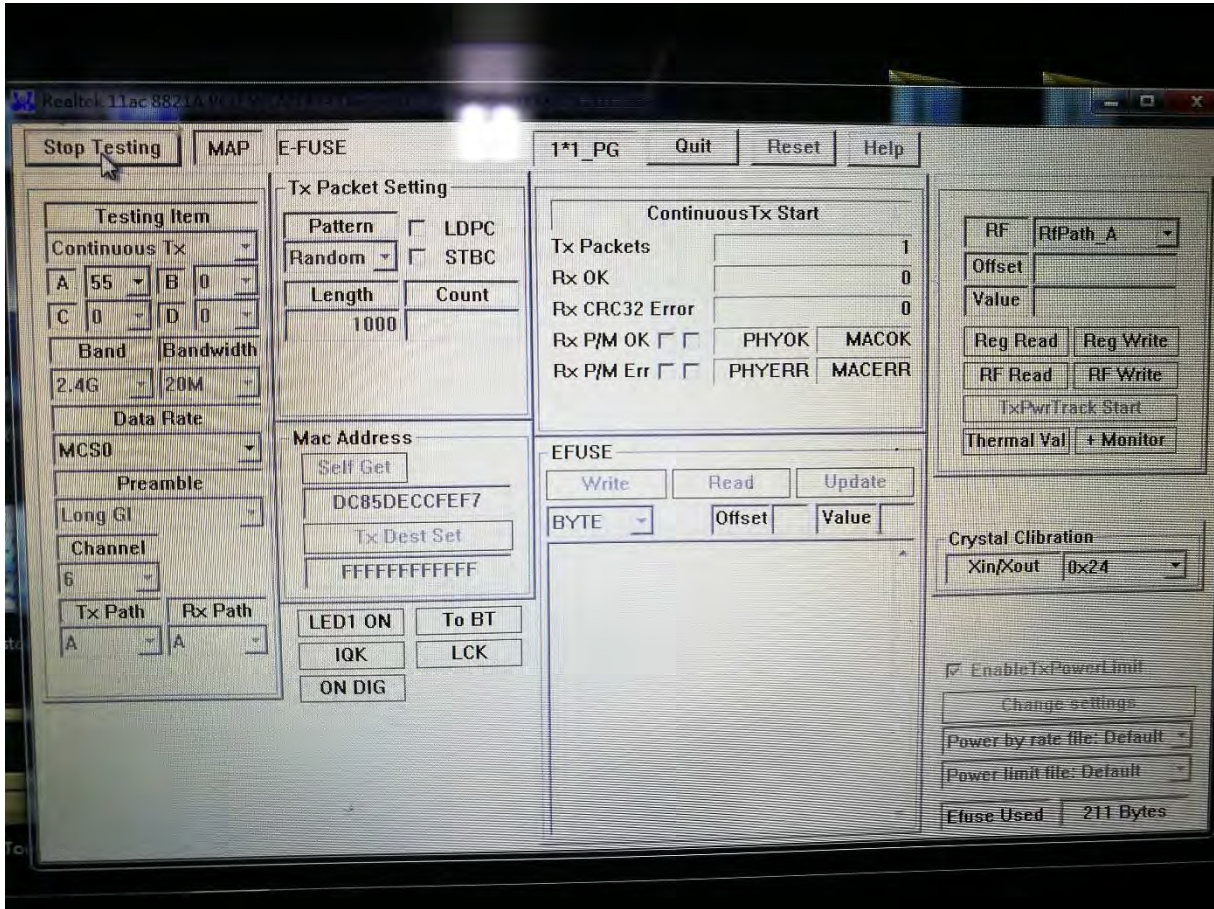 Realtek 11ac 8821A
Stop Testing MAP E-FUSE 1*1_PG Quit Reset Help
Testing Item
Continuous Tx
A 55 B 0
C 0 D 0
Band Bandwidth
2.4G 20M
Data Rate
MCS0
Preamble
Long GI
Channel
6
Tx Path Rx Path
A A
Tx Packet Setting
Pattern LDPC
Random STBC
Length Count
1000
Mac Address
Self Get
DC85DECCFEF7
Tx Dest Set
FFFFFFFFFFFF
LED1 ON To BT
IQK LCK
ON DIG
ContinuousTx Start
Tx Packets 1
Rx OK 0
Rx CRC32 Error 0
Rx P/M OK PHYOK MACOK
Rx P/M Err PHYERR MACERR
EFUSE
Write Read Update
BYTE Offset Value
RF RfPath_A
Offset
Value
Reg Read Reg Write
RF Read RF Write
TxPwrTrack Start
Thermal Val + Monitor
Crystal Clibration
Xin/Xout 0x24
EnableTxPowerLimit
Change settings
Power by rate file: Default
Power limit file: Default
Efuse Used 211 Bytes